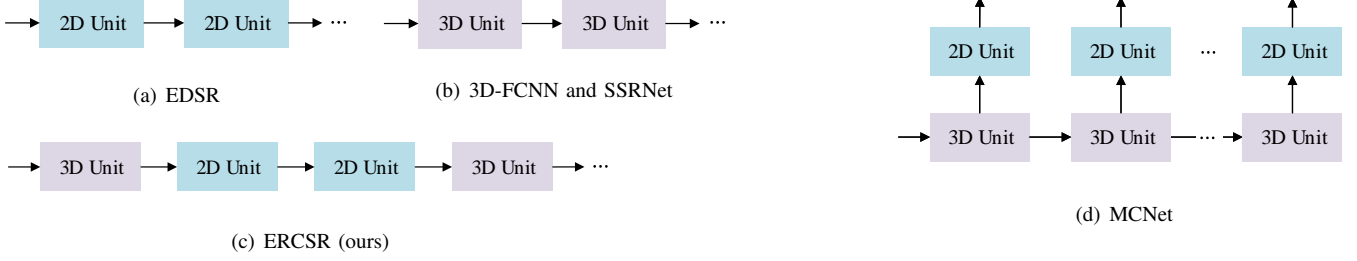 2D Unit 2D Unit ...
(a) EDSR
3D Unit 3D Unit ...
(b) 3D-FCNN and SSRNet
3D Unit 2D Unit 2D Unit 3D Unit ...
(c) ERCSR (ours)
2D Unit 2D Unit ... 2D Unit
3D Unit 3D Unit ... 3D Unit
(d) MCNet